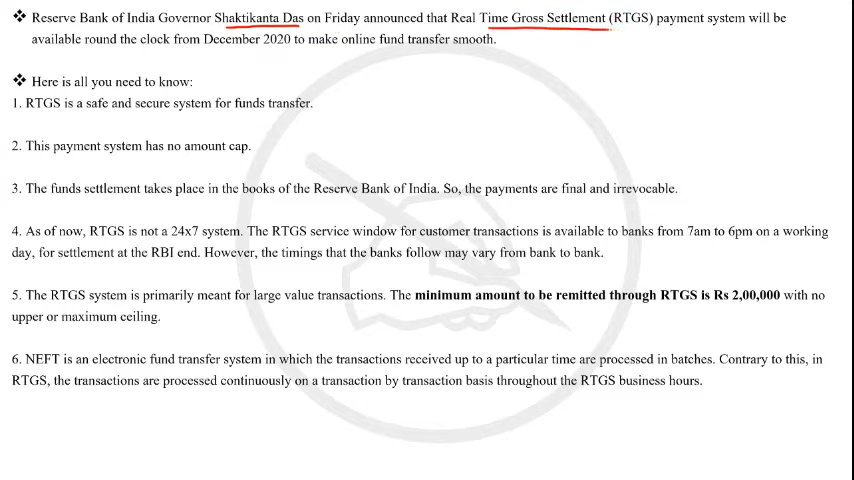 ❖ Reserve Bank of India Governor Shaktikanta Das on Friday announced that Real Time Gross Settlement (RTGS) payment system will be
available round the clock from December 2020 to make online fund transfer smooth.
❖ Here is all you need to know:
1. RTGS is a safe and secure system for funds transfer.
2. This payment system has no amount cap.
3. The funds settlement takes place in the books of the Reserve Bank of India. So, the payments are final and irrevocable.
4. As of now, RTGS is not a 24x7 system. The RTGS service window for customer transactions is available to banks from 7am to 6pm on a working
day, for settlement at the RBI end. However, the timings that the banks follow may vary from bank to bank.
5. The RTGS system is primarily meant for large value transactions. The minimum amount to be remitted through RTGS is Rs 2,00,000 with no
upper or maximum ceiling.
6. NEFT is an electronic fund transfer system in which the transactions received up to a particular time are processed in batches. Contrary to this, in
RTGS, the transactions are processed continuously on a transaction by transaction basis throughout the RTGS business hours.